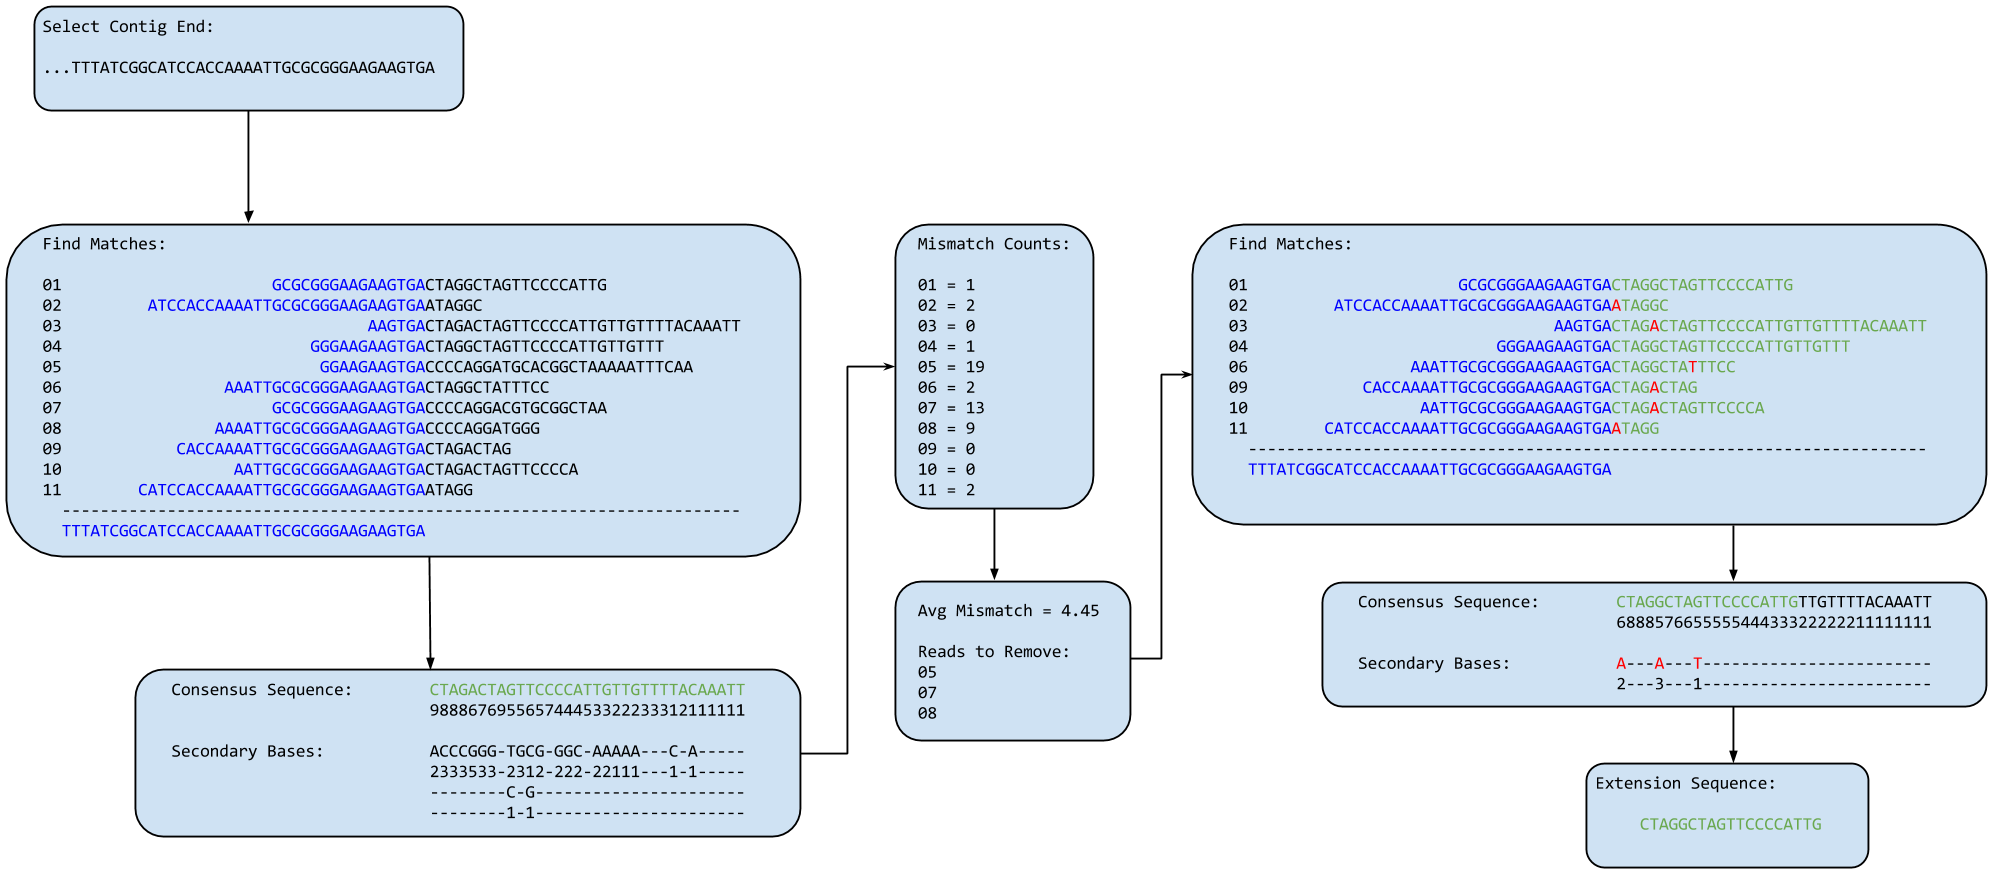 Select Contig End:
...TTTATCGGCATCCACCAAAATTGCGCGGGAAGAAGTGA
Find Matches:
01 GCGCGGGAAGAAGTGACTAGGCTAGTTCCCCATTG
02 ATCCACCAAAATTGCGCGGGAAGAAGTGAATAGGC
03 AAGTGACTAGACTAGTTCCCCATTGTTGTTTTACAAATT
04 GGGAAGAAGTGACTAGGCTAGTTCCCCATTGTTGTTT
05 GGAAGAAGTGACCCCAGGATGCACGGCTAAAAATTTCAA
06 AAATTGCGCGGGAAGAAGTGACTAGGCTATTTCC
07 GCGCGGGAAGAAGTGACCCCAGGACGTGCGGCTAA
08 AAAATTGCGCGGGAAGAAGTGACCCCAGGATGGG
09 CACCAAAATTGCGCGGGAAGAAGTGACTAGACTAG
10 AATTGCGCGGGAAGAAGTGACTAGACTAGTTCCCCA
11 CATCCACCAAAATTGCGCGGGAAGAAGTGAATAGG
-----------------------------------------------------------------------
TTTATCGGCATCCACCAAAATTGCGCGGGAAGAAGTGA
Consensus Sequence: CTAGACTAGTTCCCCATTGTTGTTTTACAAATT
988867695565744453322233312111111
Secondary Bases: ACCCGGG-TGCG-GGC-AAAAA---C-A-----
2333533-2312-222-22111---1-1-----
--------C-G----------------------
--------1-1----------------------
Mismatch Counts:
01 = 1
02 = 2
03 = 0
04 = 1
05 = 19
06 = 2
07 = 13
08 = 9
09 = 0
10 = 0
11 = 2
Avg Mismatch = 4.45
Reads to Remove:
05
07
08
Find Matches:
01 GCGCGGGAAGAAGTGACTAGGCTAGTTCCCCATTG
02 ATCCACCAAAATTGCGCGGGAAGAAGTGAATAGGC
03 AAGTGACTAGACTAGTTCCCCATTGTTGTTTTACAAATT
04 GGGAAGAAGTGACTAGGCTAGTTCCCCATTGTTGTTT
06 AAATTGCGCGGGAAGAAGTGACTAGGCTATTTCC
09 CACCAAAATTGCGCGGGAAGAAGTGACTAGACTAG
10 AATTGCGCGGGAAGAAGTGACTAGACTAGTTCCCCA
11 CATCCACCAAAATTGCGCGGGAAGAAGTGAATAGG
-----------------------------------------------------------------------
TTTATCGGCATCCACCAAAATTGCGCGGGAAGAAGTGA
Consensus Sequence: CTAGGCTAGTTCCCCATTGTTGTTTTACAAATT
688857665555544433322222211111111
Secondary Bases: A---A---T------------------------
2---3---1------------------------
Extension Sequence:
CTAGGCTAGTTCCCCATTG